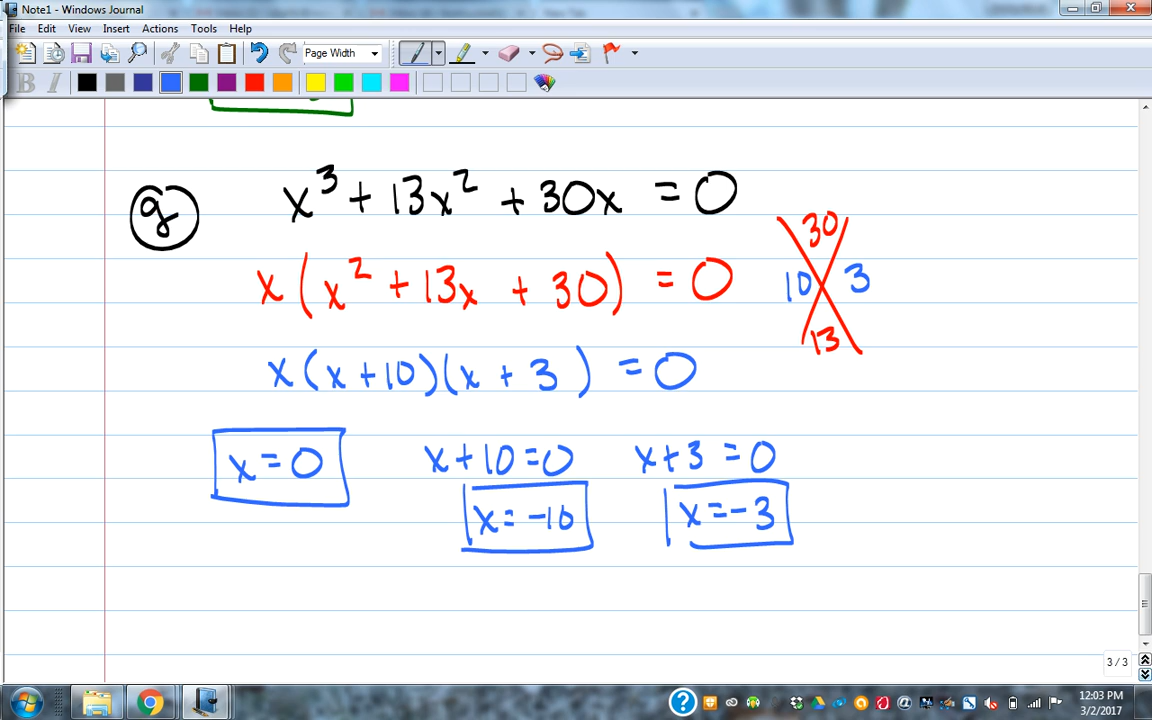 Note1 - Windows Journal
File Edit View Insert Actions Tools Help
Page Width
B I
g x³ + 13x² + 30x = 0
x(x² + 13x + 30) = 0
30
10 3
13
x(x+10)(x + 3) = 0
x = 0 x+10=0 x+3 = 0
x = -10 x = -3
3 / 3
12:03 PM
3/2/2017